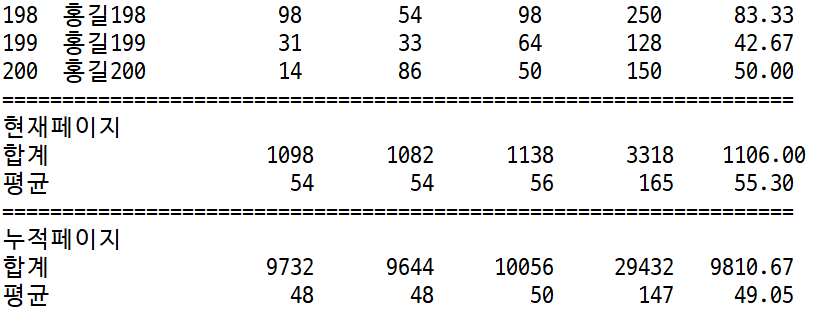 198  홍길198           98        54        98       250      83.33
199  홍길199           31        33        64       128      42.67
200  홍길200           14        86        50       150      50.00
==================================================================
현재페이지
합계                  1098      1082      1138      3318    1106.00
평균                    54        54        56       165      55.30
==================================================================
누적페이지
합계                  9732      9644     10056     29432   9810.67
평균                    48        48        50       147      49.05